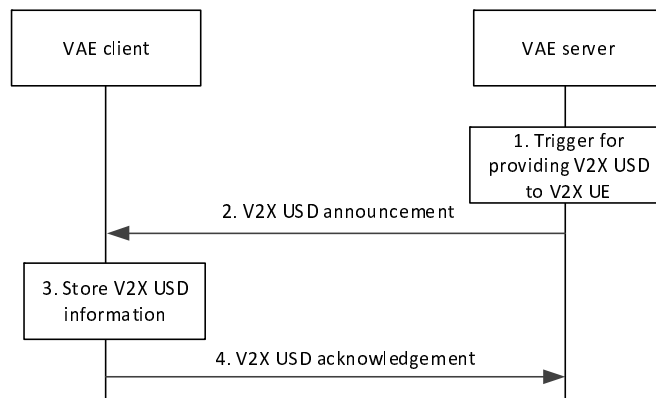 VAE client
VAE server
1. Trigger for
providing V2X USD
to V2X UE
2. V2X USD announcement
3. Store V2X USD
information
4. V2X USD acknowledgement